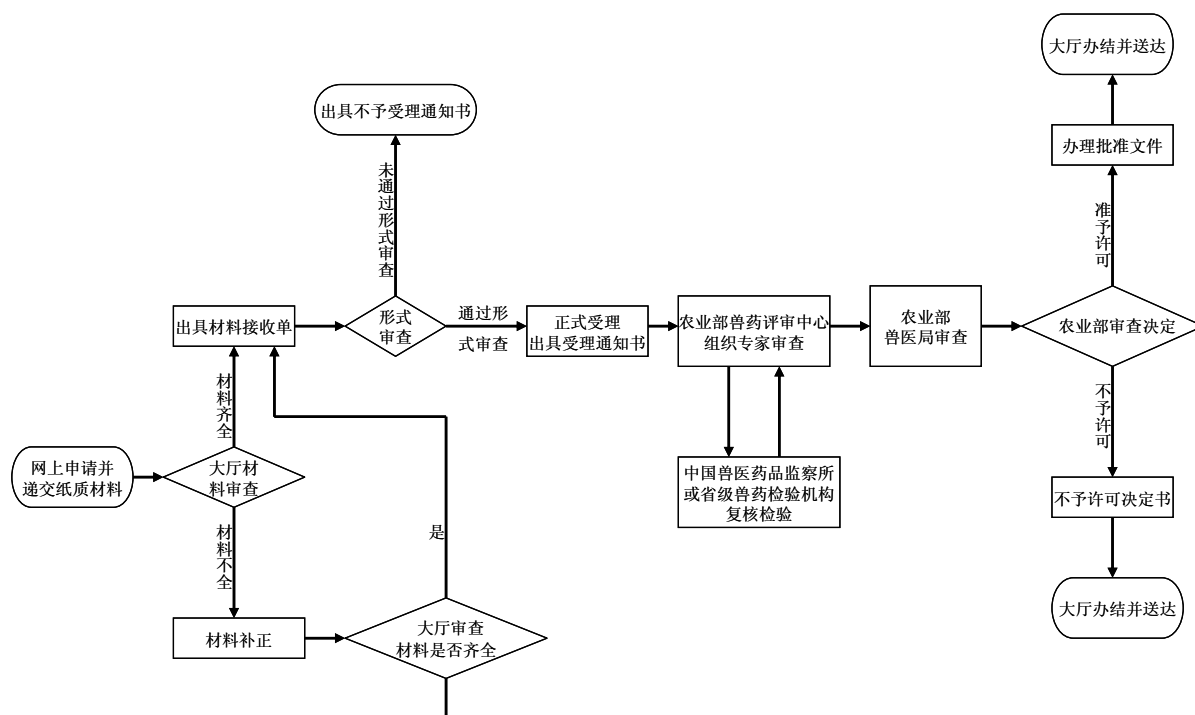 大厅办结并送达
出具不予受理通知书
办理批准文件
未通过形式审查
准予许可
出具材料接收单
形式
审查
通过形
式审查
正式受理
出具受理通知书
农业部兽药评审中心
组织专家审查
农业部
兽医局审查
农业部审查决定
材料齐全
不予许可
网上申请并
递交纸质材料
大厅材
料审查
中国兽医药品监察所
或省级兽药检验机构
复核检验
不予许可决定书
材料不全
是
大厅办结并送达
材料补正
大厅审查
材料是否齐全